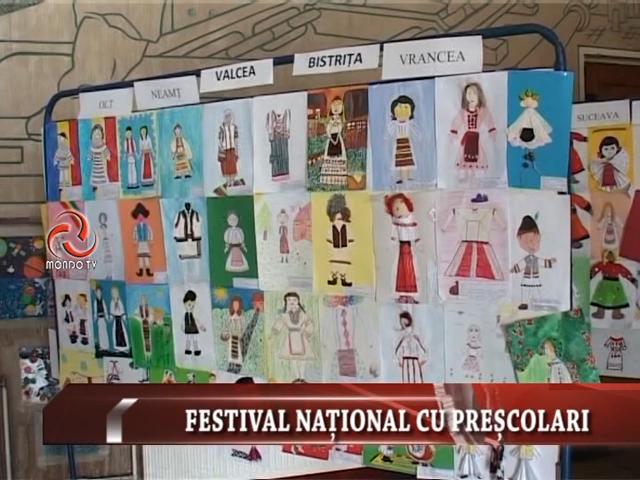 OLT
NEAMȚ
VALCEA
BISTRIȚA
VRANCEA
SUCEAVA
MONDO TV
FESTIVAL NAȚIONAL CU PREȘCOLARI